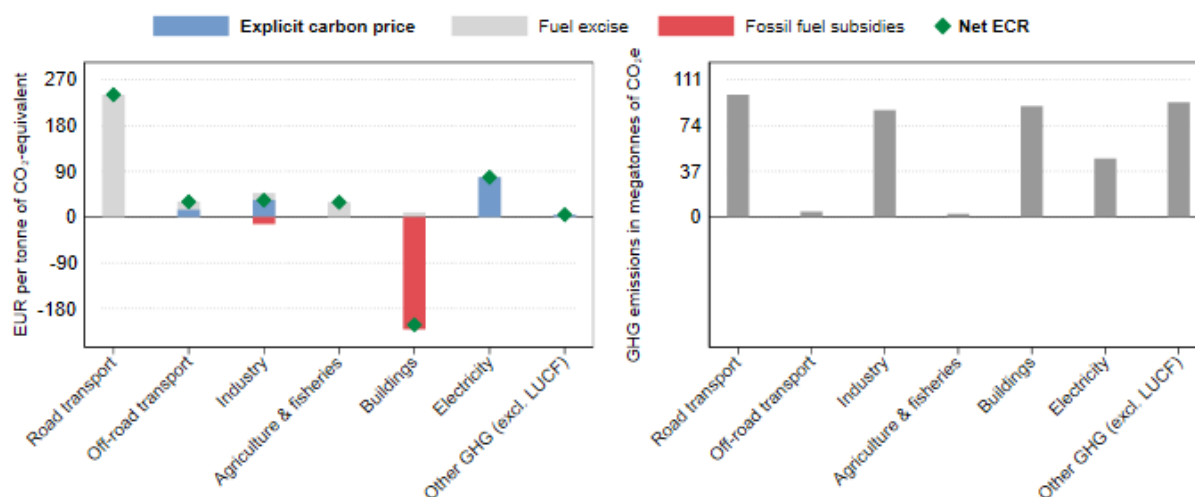 Explicit carbon price Fuel excise Fossil fuel subsidies Net ECR
EUR per tonne of CO₂-equivalent
270
180
90
0
-90
-180
Road transport
Off-road transport
Industry
Agriculture & fisheries
Buildings
Electricity
Other GHG (excl. LUCF)
GHG emissions in megatonnes of CO₂e
111
74
37
0
Road transport
Off-road transport
Industry
Agriculture & fisheries
Buildings
Electricity
Other GHG (excl. LUCF)